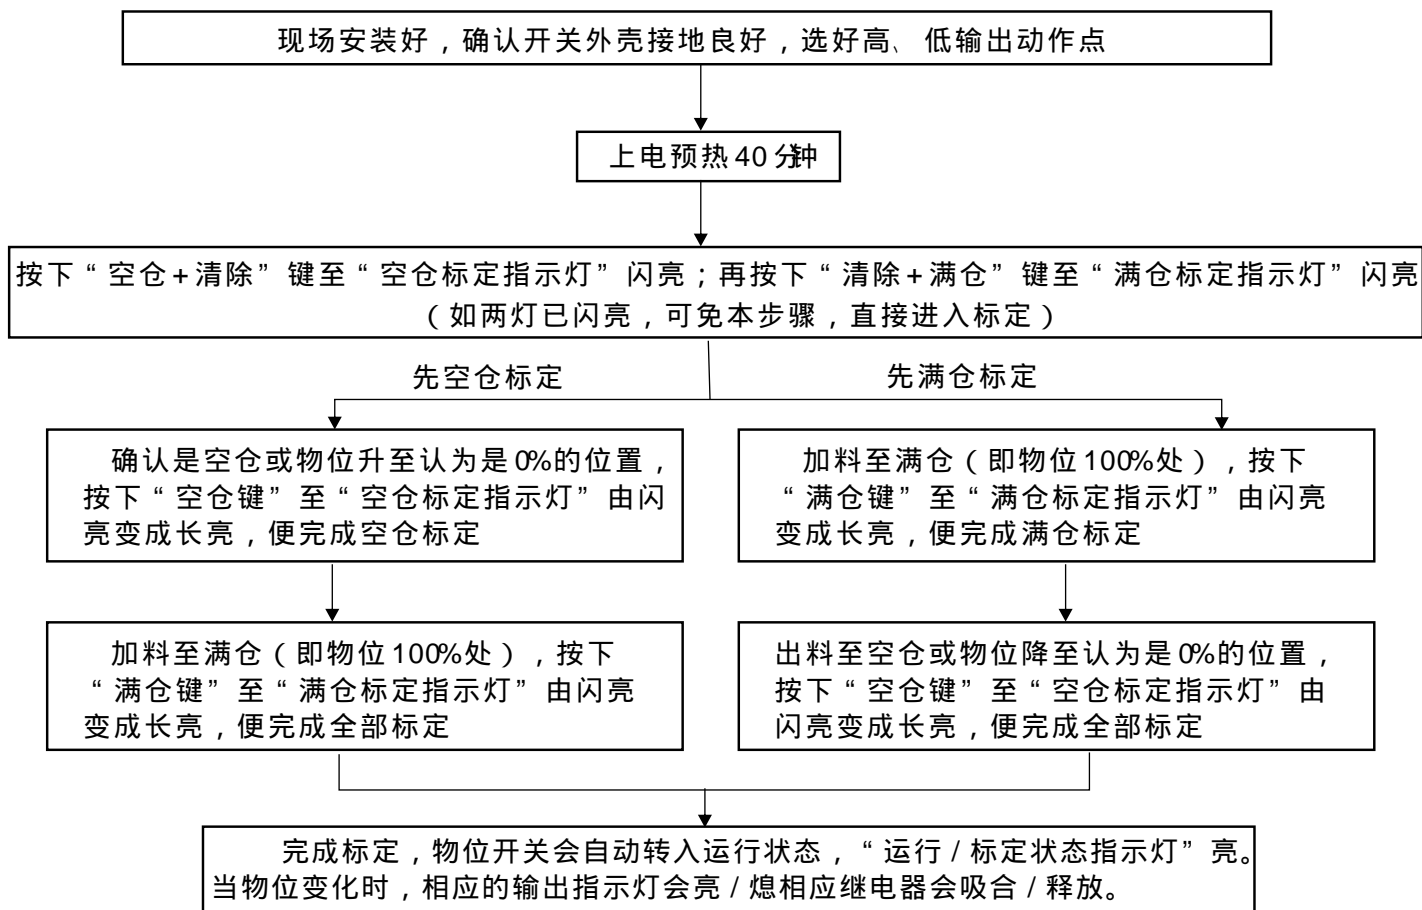 现场安装好，确认开关外壳接地良好，选好高、低输出动作点
上电预热40分钟
按下“空仓+清除”键至“空仓标定指示�”闪亮；再按下“清除+满仓”键至“满仓标定指示灯”闪亮
（如两灯已闪亮，可免本步骤，直接进入标定）
先空仓标定
先满仓标定
确认是空仓或物位升至认为是0%的位置，
按下“空仓键”至“空仓标定指示灯”由闪
亮变成长亮，便完成空仓标定
加料至满仓（即物位100%处），按下
“满仓键”至“满仓标定指示灯”由闪亮
变成长亮，便完成满仓标定
加料至满仓（即物位100%处），按下
“满仓键”至“满仓标定指示灯”由闪亮
变成长亮，便完成全部标定
出料至空仓或物位降至认为是0%的位置，
按下“空仓键”至“空仓标定指示灯”由
闪亮变成长亮，便完成全部标定
完成标定，物位开关会自动转入运行状态，“运行/标定状态指示灯”亮。
当物位变化时，相应的输出指示灯会亮/熄相应继电器会吸合/释放。